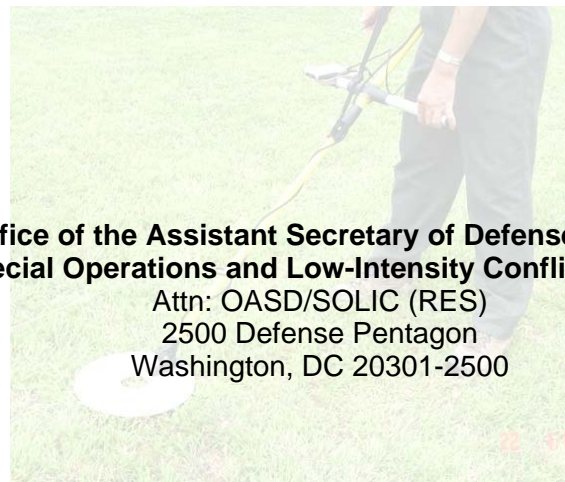 fice of the Assistant Secretary of Defense
ecial Operations and Low-Intensity Confli
Attn: OASD/SOLIC (RES)
2500 Defense Pentagon
Washington, DC 20301-2500